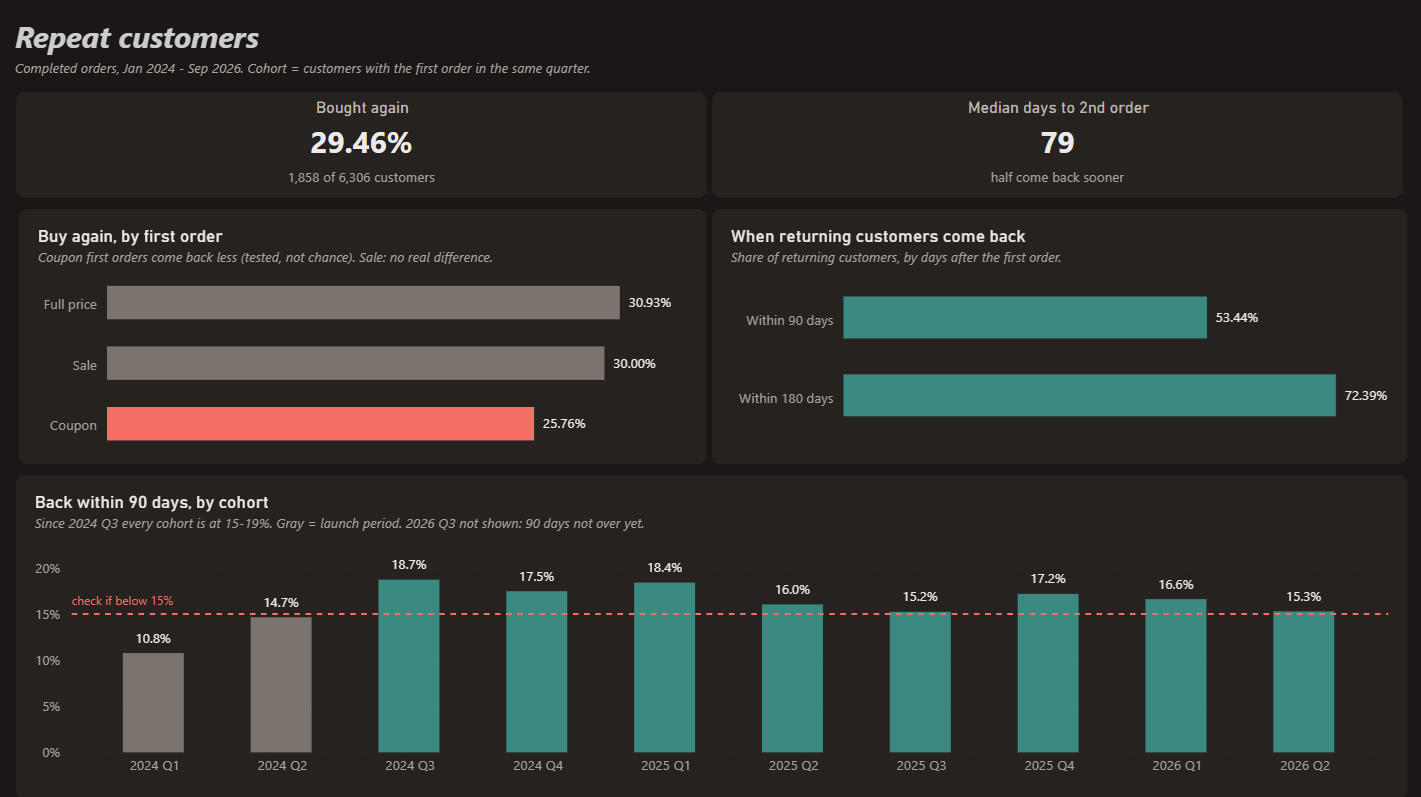 Repeat customers
Completed orders, Jan 2024 - Sep 2026. Cohort = customers with the first order in the same quarter.
Bought again
29.46%
1,858 of 6,306 customers
Median days to 2nd order
79
half come back sooner
Buy again, by first order
Coupon first orders come back less (tested, not chance). Sale: no real difference.
Full price 30.93%
Sale 30.00%
Coupon 25.76%
When returning customers come back
Share of returning customers, by days after the first order.
Within 90 days 53.44%
Within 180 days 72.39%
Back within 90 days, by cohort
Since 2024 Q3 every cohort is at 15-19%. Gray = launch period. 2026 Q3 not shown: 90 days not over yet.
20%
15%
10%
5%
0%
check if below 15%
10.8% 14.7% 18.7% 17.5% 18.4% 16.0% 15.2% 17.2% 16.6% 15.3%
2024 Q1 2024 Q2 2024 Q3 2024 Q4 2025 Q1 2025 Q2 2025 Q3 2025 Q4 2026 Q1 2026 Q2